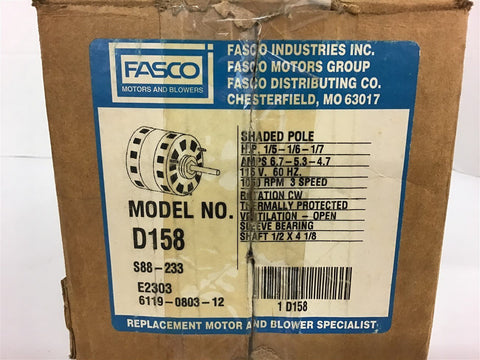 FASCO
MOTORS AND BLOWERS
FASCO INDUSTRIES INC.
FASCO MOTORS GROUP
FASCO DISTRIBUTING CO.
CHESTERFIELD, MO 63017
SHADED POLE
H.P. 1/5-1/6-1/7
AMPS 6.7-5.3-4.7
115 V. 60 HZ.
1050 RPM 3 SPEED
ROTATION CW
THERMALLY PROTECTED
VENTILATION - OPEN
SLEEVE BEARING
SHAFT 1/2 X 4 1/8
MODEL NO.
D158
S88-233
E2303
6119-0803-12
1 D158
REPLACEMENT MOTOR AND BLOWER SPECIALIST